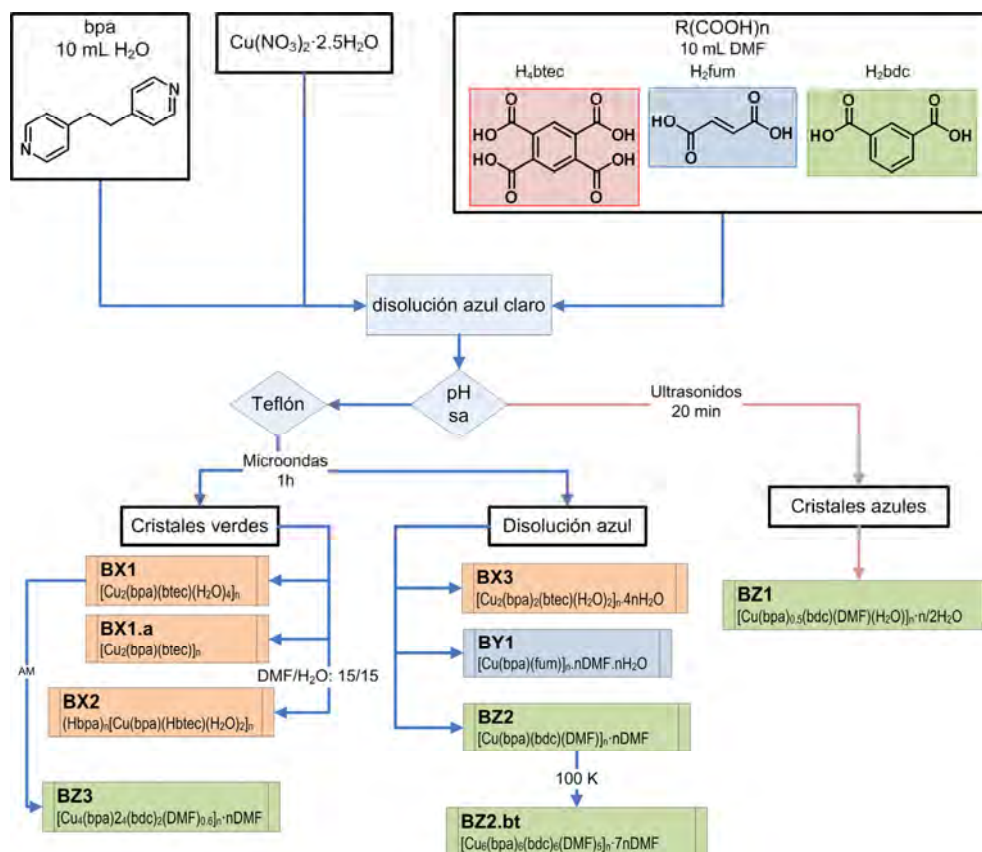 bpa
10 mL H₂O
N
N
Cu(NO₃)₂·2.5H₂O
R(COOH)n
10 mL DMF
H₄btec
H₂fum
H₂bdc
O
O
HO
OH
HO
OH
O
O
O
OH
HO
O
O
O
HO
OH
disolución azul claro
pH
sa
Teflón
Ultrasonidos
20 min
Microondas
1h
Cristales verdes
Disolución azul
Cristales azules
BX1
[Cu₂(bpa)(btec)(H₂O)₄]ₙ
BX1.a
[Cu₂(bpa)(btec)]ₙ
AM
DMF/H₂O: 15/15
BX2
(Hbpa)ₙ[Cu(bpa)(Hbtec)(H₂O)₂]ₙ
BZ3
[Cu₄(bpa)2₄(bdc)₂(DMF)₀.₆]ₙ·nDMF
BX3
[Cu₂(bpa)₂(btec)(H₂O)₂]ₙ·4nH₂O
BY1
[Cu(bpa)(fum)]ₙ.nDMF.nH₂O
BZ2
[Cu(bpa)(bdc)(DMF)]ₙ·nDMF
100 K
BZ2.bt
[Cu₆(bpa)₆(bdc)₆(DMF)₅]ₙ·7nDMF
BZ1
[Cu(bpa)₀.₅(bdc)(DMF)(H₂O)]ₙ·n/2H₂O